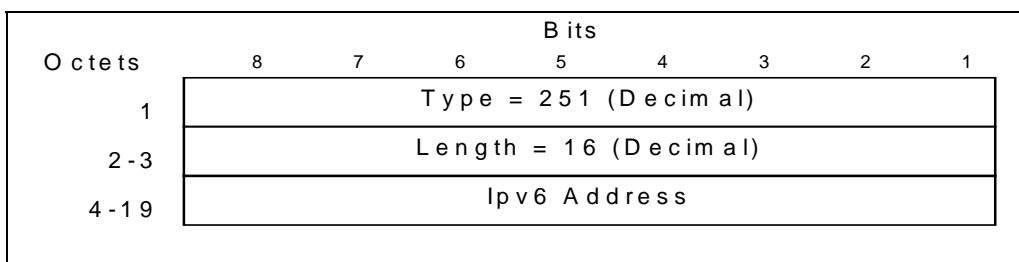 Bits
Octets 8 7 6 5 4 3 2 1
1 Type = 251 (Decimal)
2-3 Length = 16 (Decimal)
4-19 Ipv6 Address